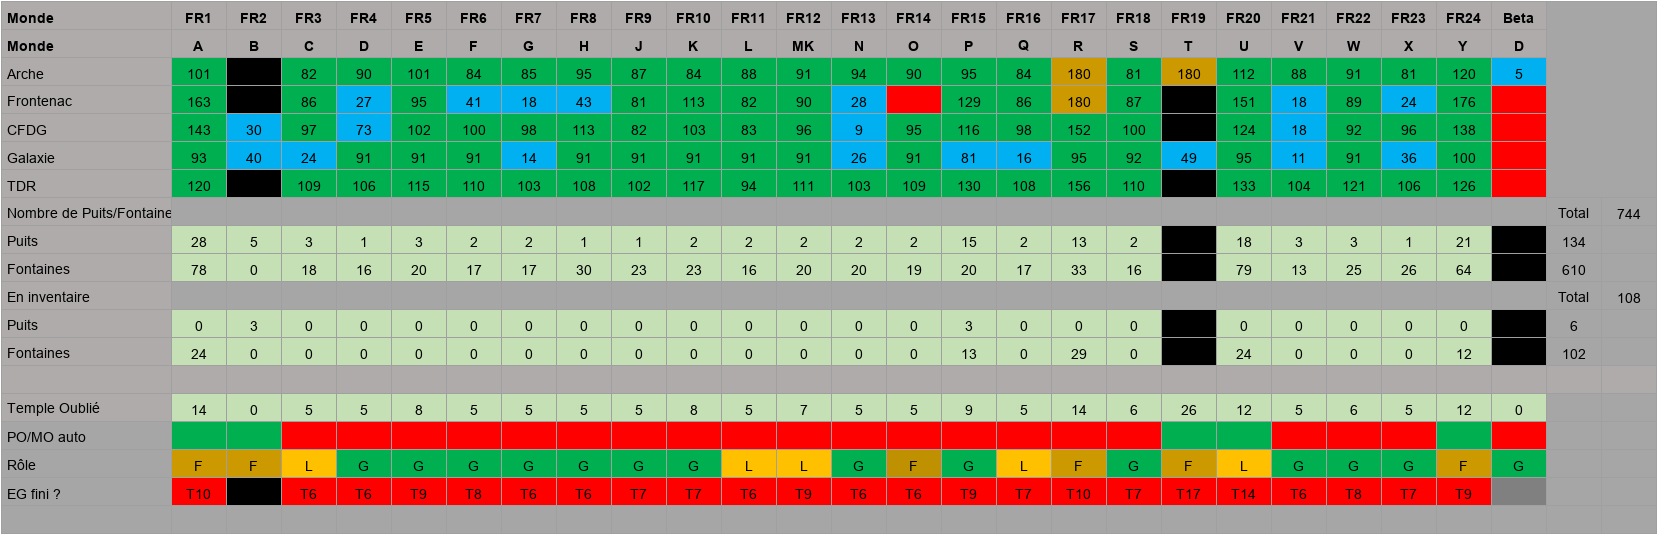 Monde FR1 FR2 FR3 FR4 FR5 FR6 FR7 FR8 FR9 FR10 FR11 FR12 FR13 FR14 FR15 FR16 FR17 FR18 FR19 FR20 FR21 FR22 FR23 FR24 Beta
Monde A B C D E F G H J K L MK N O P Q R S T U V W X Y D
Arche 101 82 90 101 84 85 95 87 84 88 91 94 90 95 84 180 81 180 112 88 91 81 120 5
Frontenac 163 86 27 95 41 18 43 81 113 82 90 28 129 86 180 87 151 18 89 24 176
CFDG 143 30 97 73 102 100 98 113 82 103 83 96 9 95 116 98 152 100 124 18 92 96 138
Galaxie 93 40 24 91 91 91 14 91 91 91 91 91 26 91 81 16 95 92 49 95 11 91 36 100
TDR 120 109 106 115 110 103 108 102 117 94 111 103 109 130 108 156 110 133 104 121 106 126
Nombre de Puits/Fontaine Total 744
Puits 28 5 3 1 3 2 2 1 1 2 2 2 2 2 15 2 13 2 18 3 3 1 21 134
Fontaines 78 0 18 16 20 17 17 30 23 23 16 20 20 19 20 17 33 16 79 13 25 26 64 610
En inventaire Total 108
Puits 0 3 0 0 0 0 0 0 0 0 0 0 0 0 3 0 0 0 0 0 0 0 0 6
Fontaines 24 0 0 0 0 0 0 0 0 0 0 0 0 0 13 0 29 0 24 0 0 0 12 102
Temple Oublié 14 0 5 5 8 5 5 5 5 8 5 7 5 5 9 5 14 6 26 12 5 6 5 12 0
PO/MO auto
Rôle F F L G G G G G G G L L G F G L F G F L G G G F G
EG fini ? T10 T6 T6 T9 T8 T6 T6 T7 T7 T6 T9 T6 T6 T9 T7 T10 T7 T17 T14 T6 T8 T7 T9